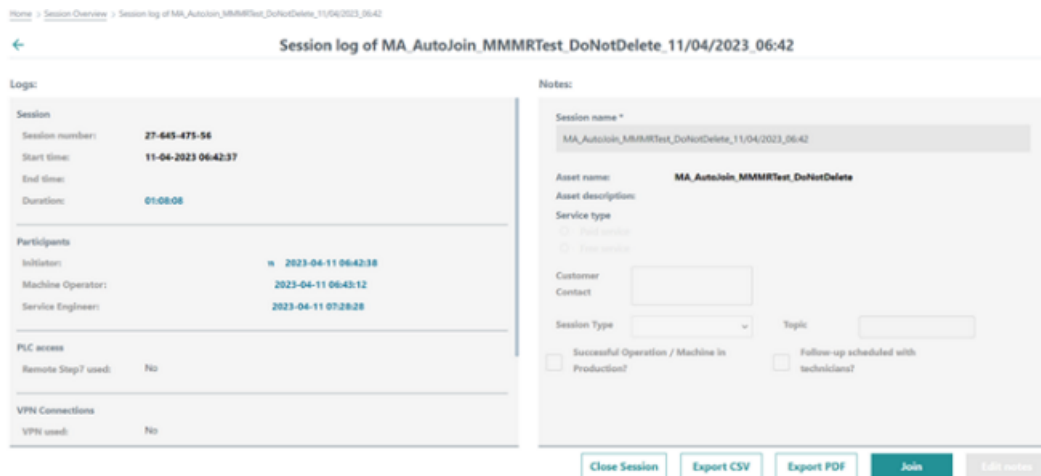 Home > Session Overview > Session log of MA_AutoJoin_MMMRTest_DoNotDelete_11/04/2023_06:42
Session log of MA_AutoJoin_MMMRTest_DoNotDelete_11/04/2023_06:42
Logs:
Session
Session number: 27-645-475-56
Start time: 11-04-2023 06:42:37
End time:
Duration: 01:08:08
Participants
Initiator: 2023-04-11 06:42:38
Machine Operator: 2023-04-11 06:43:12
Service Engineer: 2023-04-11 07:28:28
PLC access
Remote Step7 used: No
VPN Connections
VPN used: No
Notes:
Session name *
MA_AutoJoin_MMMRTest_DoNotDelete_11/04/2023_06:42
Asset name: MA_AutoJoin_MMMRTest_DoNotDelete
Asset description:
Service type
Paid service
Free service
Customer
Contact
Session Type
Topic
Successful Operation / Machine in
Production?
Follow-up scheduled with
technicians?
Close Session
Export CSV
Export PDF
Join
Edit notes